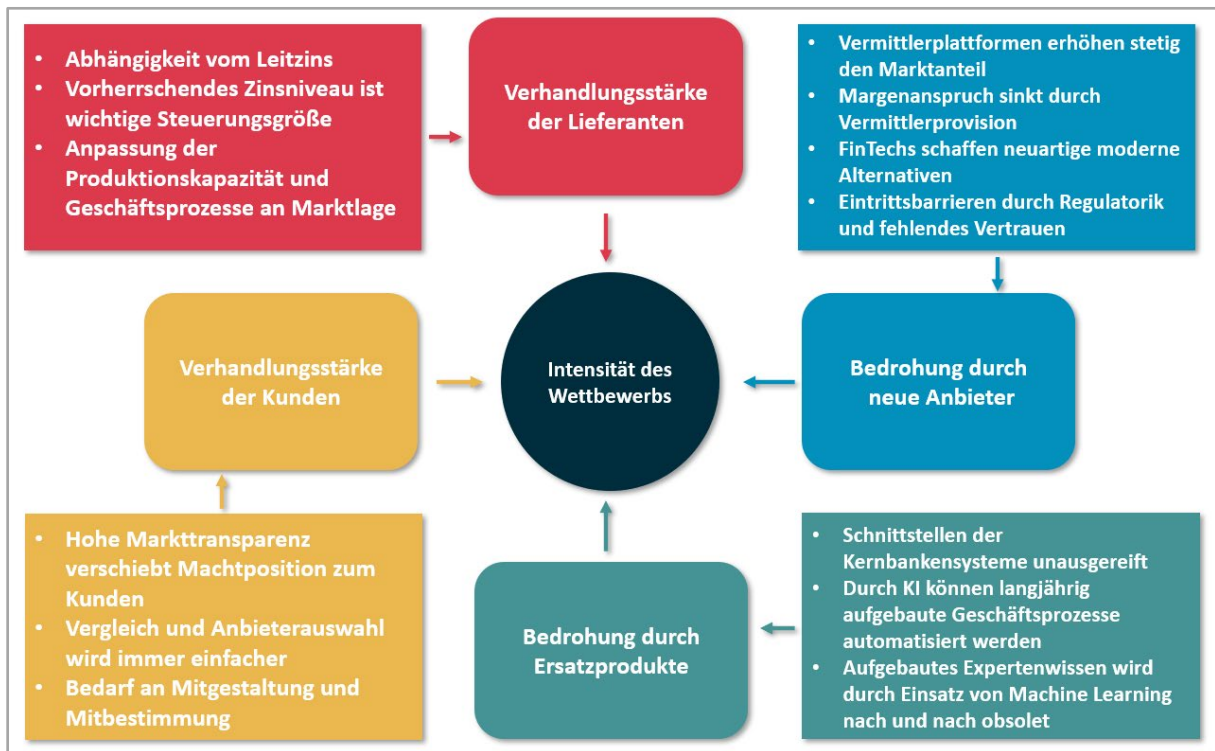 • Abhängigkeit vom Leitzins
• Vorherrschendes Zinsniveau ist
wichtige Steuerungsgröße
• Anpassung der
Produktionskapazität und
Geschäftsprozesse an Marktlage
Verhandlungsstärke
der Lieferanten
• Vermittlerplattformen erhöhen stetig
den Marktanteil
• Margenanspruch sinkt durch
Vermittlerprovision
• FinTechs schaffen neuartige moderne
Alternativen
• Eintrittsbarrieren durch Regulatorik
und fehlendes Vertrauen
Verhandlungsstärke
der Kunden
Intensität des
Wettbewerbs
Bedrohung durch
neue Anbieter
• Hohe Markttransparenz
verschiebt Machtposition zum
Kunden
• Vergleich und Anbieterauswahl
wird immer einfacher
• Bedarf an Mitgestaltung und
Mitbestimmung
Bedrohung durch
Ersatzprodukte
• Schnittstellen der
Kernbankensysteme unausgereift
• Durch KI können langjährig
aufgebaute Geschäftsprozesse
automatisiert werden
• Aufgebautes Expertenwissen wird
durch Einsatz von Machine Learning
nach und nach obsolet